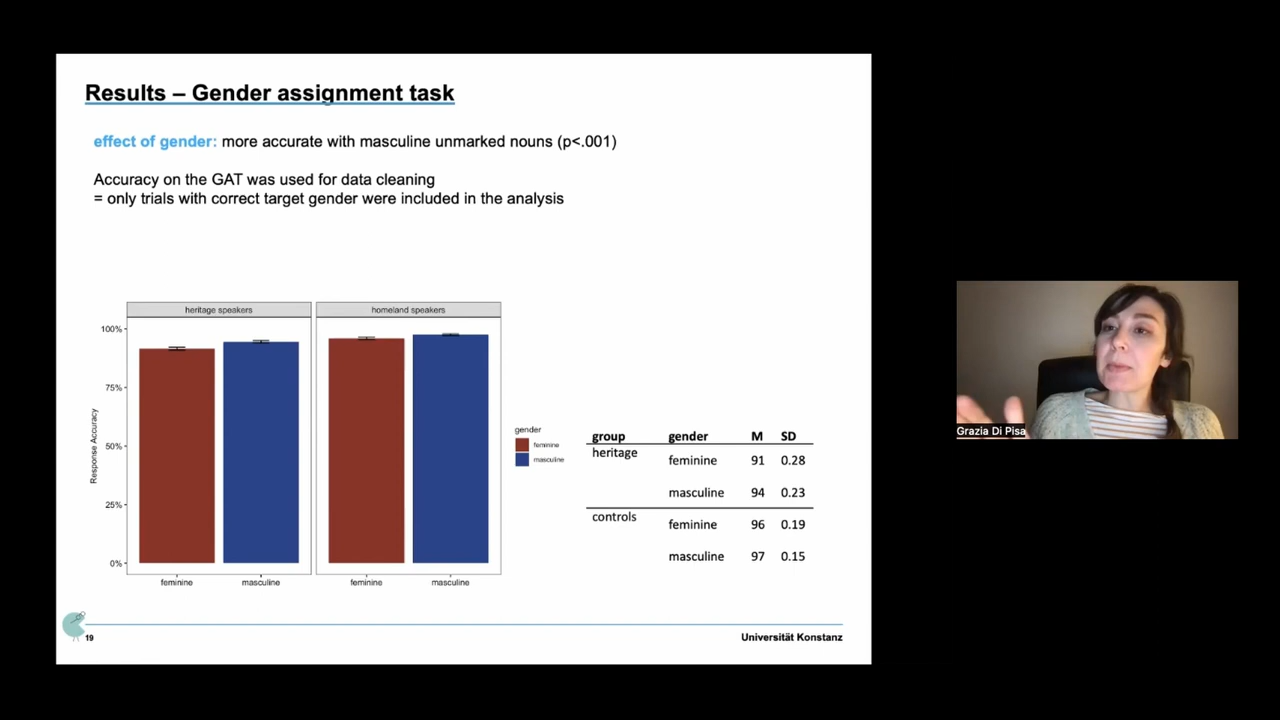 Results – Gender assignment task
effect of gender: more accurate with masculine unmarked nouns (p<.001)
Accuracy on the GAT was used for data cleaning
= only trials with correct target gender were included in the analysis
heritage speakers
homeland speakers
100%
75%
50%
25%
0%
Response Accuracy
feminine
masculine
feminine
masculine
gender
feminine
masculine
group gender M SD
heritage
feminine 91 0.28
masculine 94 0.23
controls
feminine 96 0.19
masculine 97 0.15
19
Universität Konstanz
Grazia Di Pisa